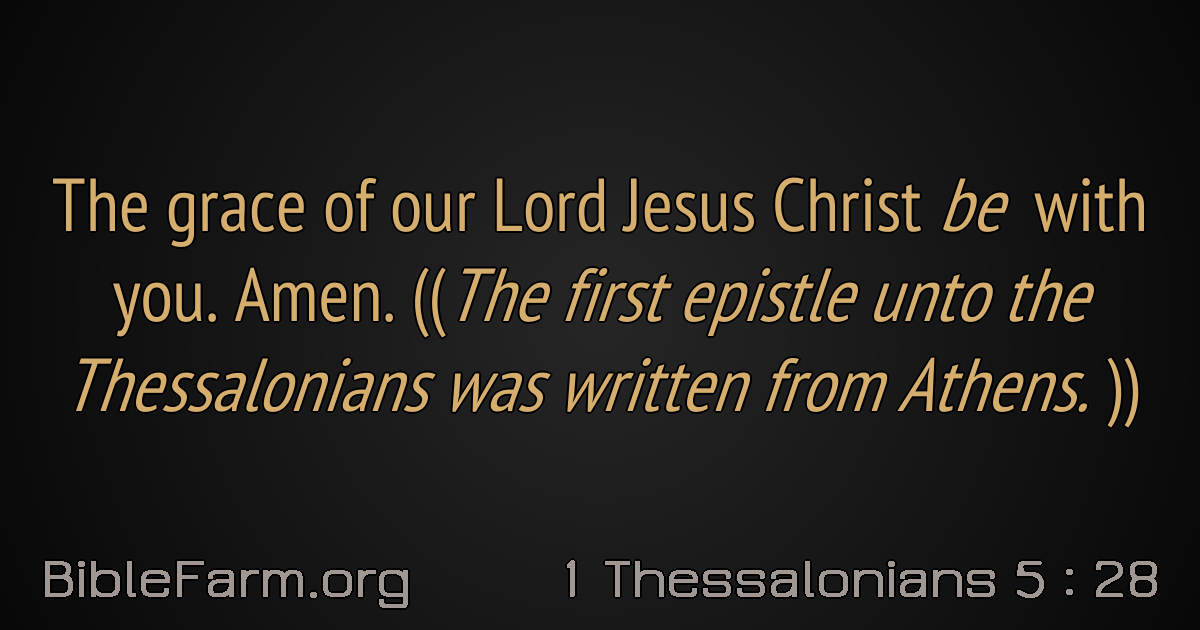 The grace of our Lord Jesus Christ be with
you. Amen. ((The first epistle unto the
Thessalonians was written from Athens. ))
BibleFarm.org
1 Thessalonians 5 : 28